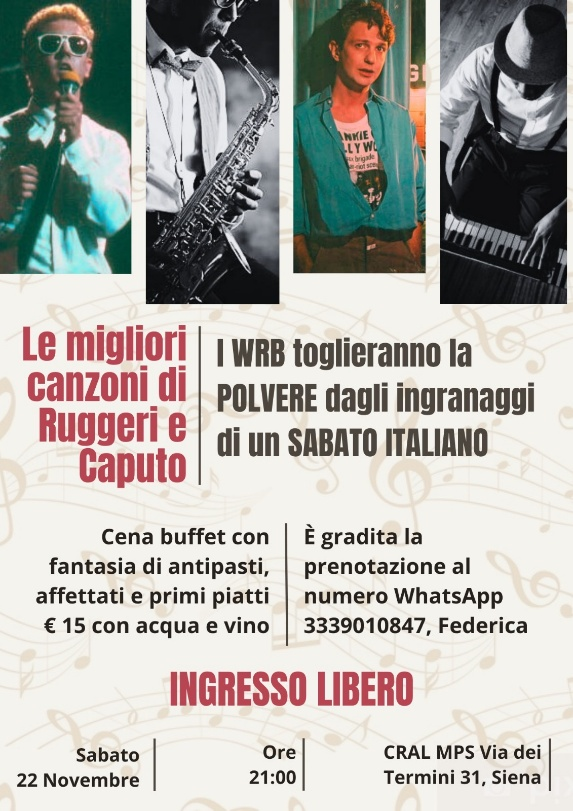 Le migliori
canzoni di
Ruggeri e
Caputo
I WRB toglieranno la
POLVERE dagli ingranaggi
di un SABATO ITALIANO
Cena buffet con
fantasia di antipasti,
affettati e primi piatti
€ 15 con acqua e vino
È gradita la
prenotazione al
numero WhatsApp
3339010847, Federica
INGRESSO LIBERO
Sabato
22 Novembre
Ore
21:00
CRAL MPS Via dei
Termini 31, Siena